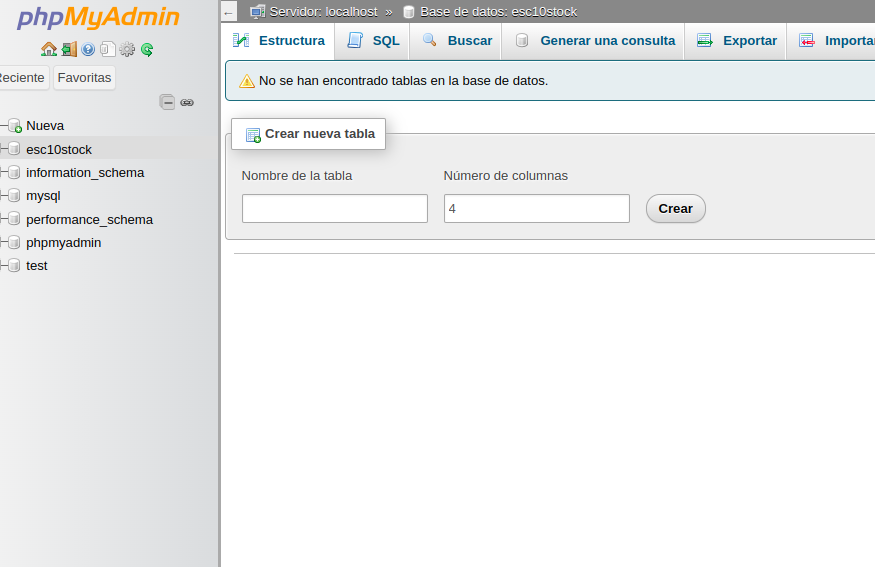 phpMyAdmin
Reciente Favoritas
Nueva
esc10stock
information_schema
mysql
performance_schema
phpmyadmin
test
← Servidor: localhost » Base de datos: esc10stock
Estructura SQL Buscar Generar una consulta Exportar Importar
No se han encontrado tablas en la base de datos.
Crear nueva tabla
Nombre de la tabla Número de columnas
4 Crear